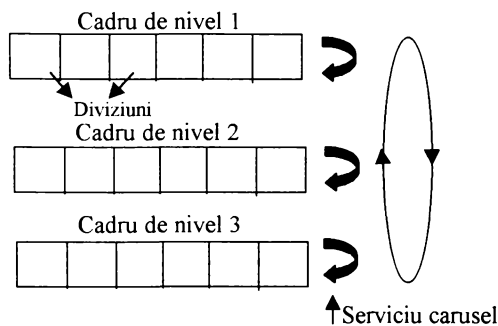 Cadru de nivel 1
Diviziuni
Cadru de nivel 2
Cadru de nivel 3
Serviciu carusel